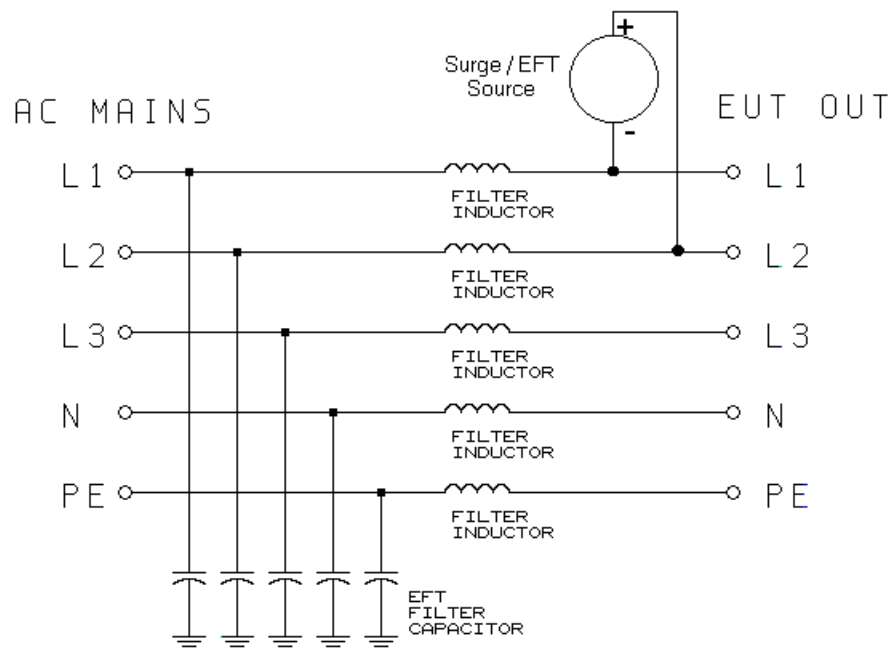 Surge / EFT
Source
+
-
AC MAINS
EUT OUT
L1
FILTER
INDUCTOR
L1
L2
FILTER
INDUCTOR
L2
L3
FILTER
INDUCTOR
L3
N
FILTER
INDUCTOR
N
PE
FILTER
INDUCTOR
PE
EFT
FILTER
CAPACITOR